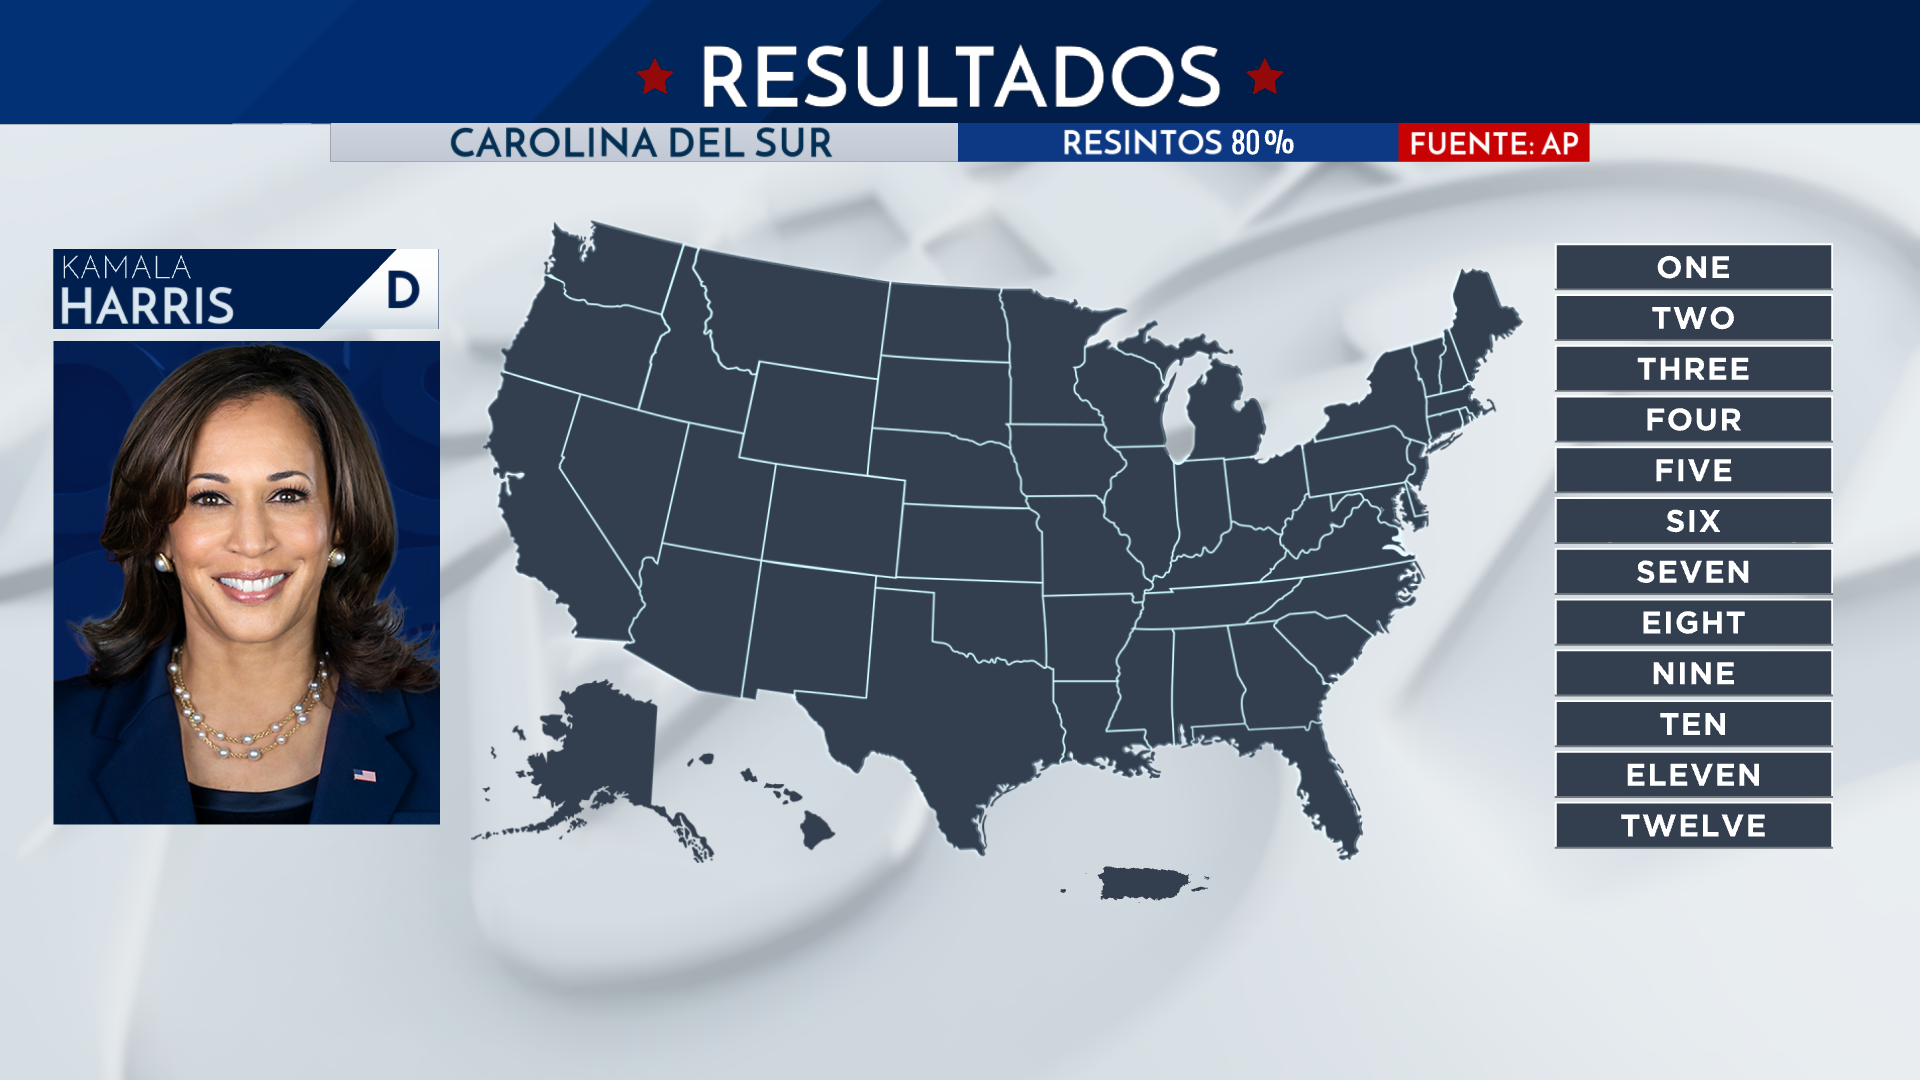 RESULTADOS
CAROLINA DEL SUR
RESINTOS 80%
FUENTE: AP
KAMALA
HARRIS
D
ONE
TWO
THREE
FOUR
FIVE
SIX
SEVEN
EIGHT
NINE
TEN
ELEVEN
TWELVE